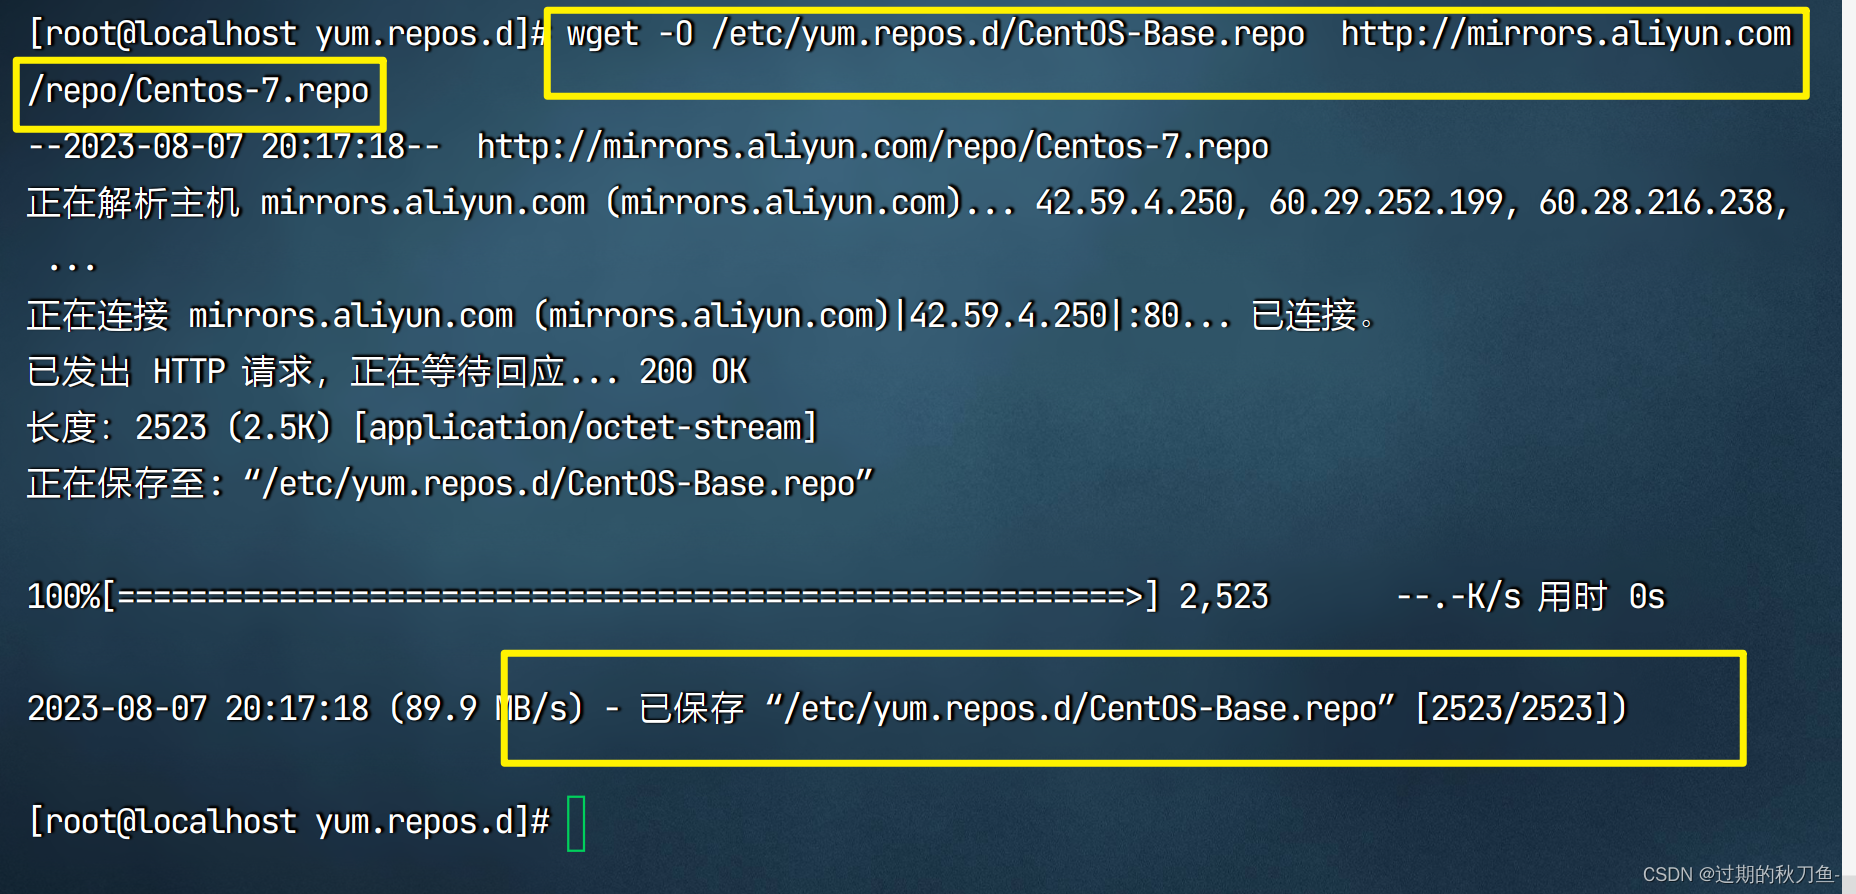 [root@localhost yum.repos.d]# wget -O /etc/yum.repos.d/CentOS-Base.repo  http://mirrors.aliyun.com
/repo/Centos-7.repo
--2023-08-07 20:17:18--  http://mirrors.aliyun.com/repo/Centos-7.repo
正在解析主机 mirrors.aliyun.com (mirrors.aliyun.com)... 42.59.4.250, 60.29.252.199, 60.28.216.238,
 ...
正在连接 mirrors.aliyun.com (mirrors.aliyun.com)|42.59.4.250|:80... 已连接。
已发出 HTTP 请求，正在等待回应... 200 OK
长度：2523 (2.5K) [application/octet-stream]
正在保存至: “/etc/yum.repos.d/CentOS-Base.repo”
100%[========================================================>] 2,523       --.-K/s 用时 0s
2023-08-07 20:17:18 (89.9 MB/s) - 已保存 “/etc/yum.repos.d/CentOS-Base.repo” [2523/2523])
[root@localhost yum.repos.d]#
CSDN @过期的秋刀鱼-